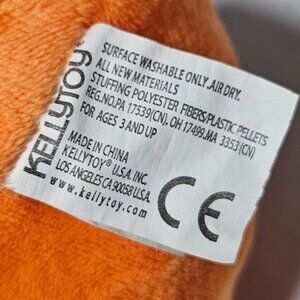 KELLYTOY
SURFACE WASHABLE ONLY. AIR DRY.
ALL NEW MATERIALS
STUFFING POLYESTER FIBERS/PLASTIC PELLETS
REG.NO.PA 17539(CN). OH 17499.MA 3353(CN)
FOR AGES 3 AND UP
MADE IN CHINA
KELLYTOY® U.S.A. INC.
LOS ANGELES CA 90058 U.S.A.
www.kellytoy.com
CE